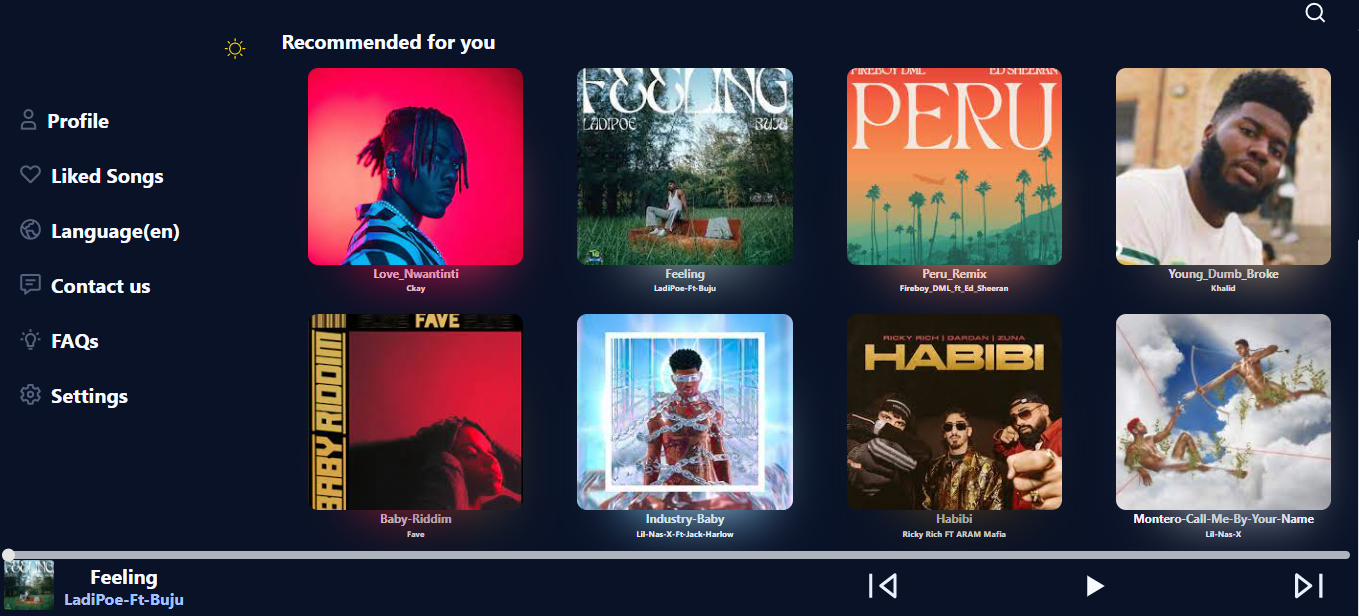 Recommended for you
Profile
Liked Songs
Language(en)
Contact us
FAQs
Settings
FEELING
LADIPOE BUJU
FIREBOY DML ED SHEERAN
PERU
Love_Nwantinti
Ckay
Feeling
LadiPoe-Ft-Buju
Peru_Remix
Fireboy_DML_ft_Ed_Sheeran
Young_Dumb_Broke
Khalid
FAVE
BABY RIDDIM
RICKY RICH | DARDAN | ZUNA
HABIBI
Baby-Riddim
Fave
Industry-Baby
Lil-Nas-X-Ft-Jack-Harlow
Habibi
Ricky Rich FT ARAM Mafia
Montero-Call-Me-By-Your-Name
Lil-Nas-X
FEELING
Feeling
LadiPoe-Ft-Buju